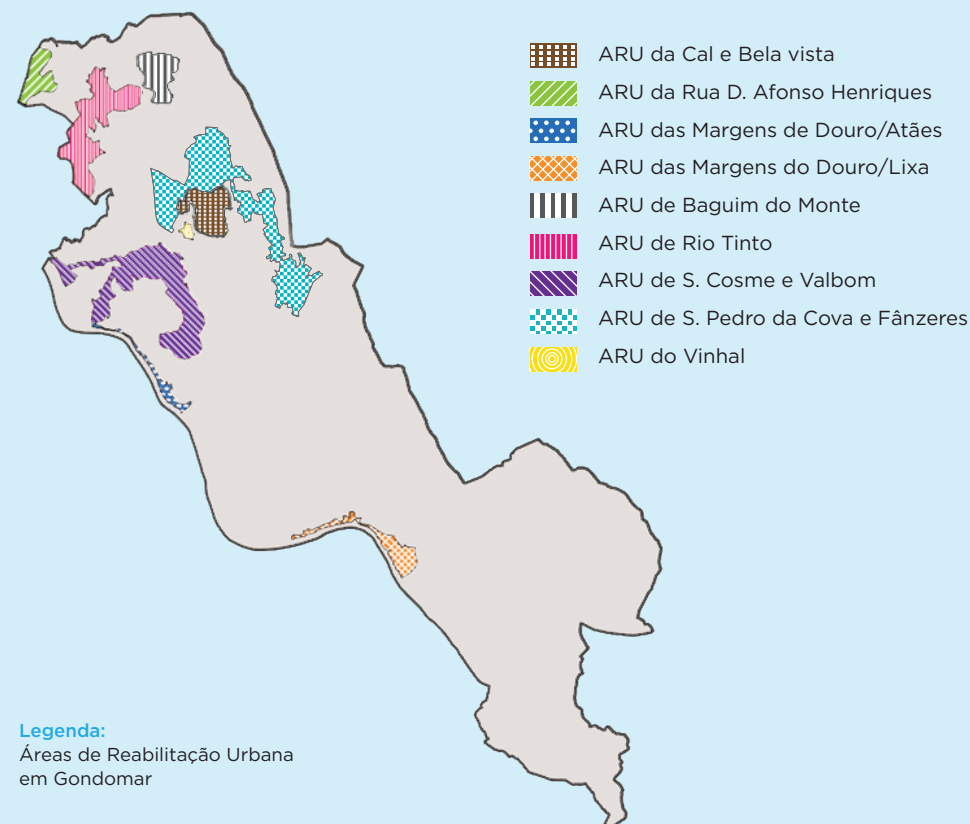 ARU da Cal e Bela vista
ARU da Rua D. Afonso Henriques
ARU das Margens de Douro/Atães
ARU das Margens do Douro/Lixa
ARU de Baguim do Monte
ARU de Rio Tinto
ARU de S. Cosme e Valbom
ARU de S. Pedro da Cova e Fânzeres
ARU do Vinhal
Legenda:
Áreas de Reabilitação Urbana
em Gondomar